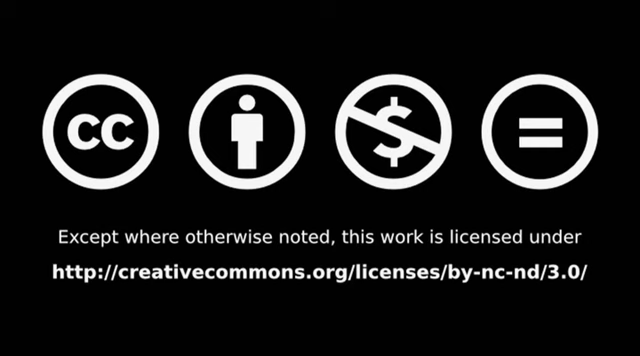 cc
$
=
Except where otherwise noted, this work is licensed under
http://creativecommons.org/licenses/by-nc-nd/3.0/